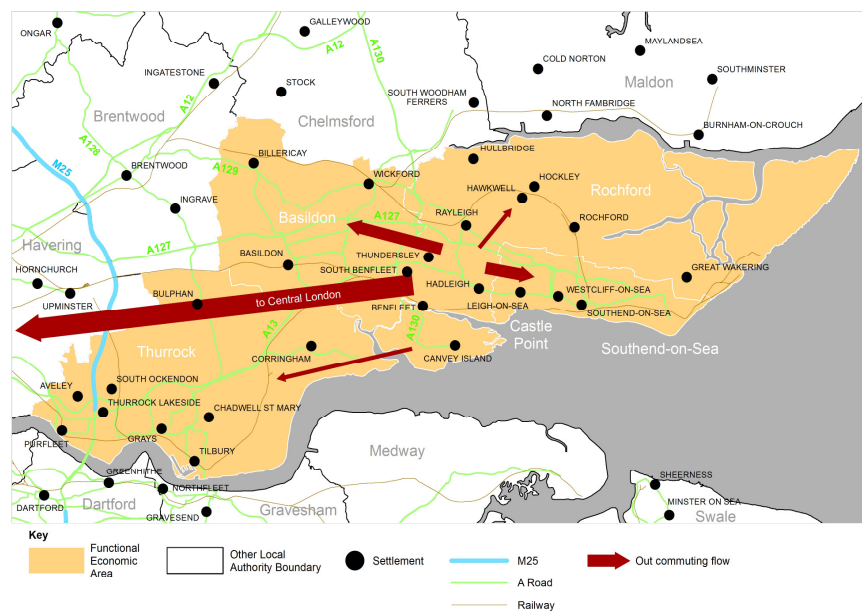 GALLEYWOOD
ONGAR
A12
A130
MAYLANDSEA
COLD NORTON
INGATESTONE
SOUTHMINSTER
STOCK
Maldon
A12
SOUTH WOODHAM
FERRERS
Brentwood
NORTH FAMBRIDGE
Chelmsford
BURNHAM-ON-CROUCH
A128
M25
HULLBRIDGE
BILLERICAY
BRENTWOOD
A129
WICKFORD
HOCKLEY
HAWKWELL
Rochford
INGRAVE
Basildon
A127
RAYLEIGH
ROCHFORD
Havering
A127
THUNDERSLEY
HORNCHURCH
BASILDON
SOUTH BENFLEET
GREAT WAKERING
UPMINSTER
BULPHAN
to Central London
HADLEIGH
WESTCLIFF-ON-SEA
BENFLEET
LEIGH-ON-SEA
SOUTHEND-ON-SEA
A13
A130
Castle
Point
Thurrock
Southend-on-Sea
CORRINGHAM
CANVEY ISLAND
AVELEY
SOUTH OCKENDON
THURROCK LAKESIDE
CHADWELL ST MARY
PURFLEET
GRAYS
TILBURY
Medway
GREENHITHE
SHEERNESS
NORTHFLEET
DARTFORD
Dartford
GRAVESEND
Gravesham
MINSTER ON SEA
Swale
Key
Functional
Economic
Area
Other Local
Authority Boundary
Settlement
M25
A Road
Railway
Out commuting flow